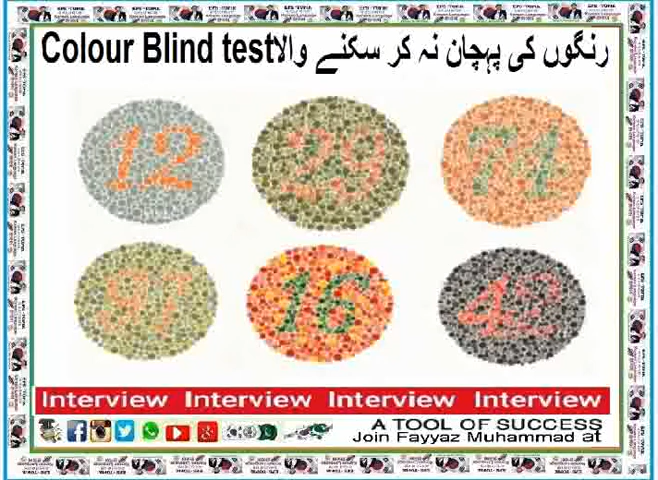 Colour Blind test رنگوں کی پہچان نہ کر سکنے والا
12 29 74
97 16 42
Interview Interview Interview Interview
A TOOL OF SUCCESS
Join Fayyaz Muhammad at